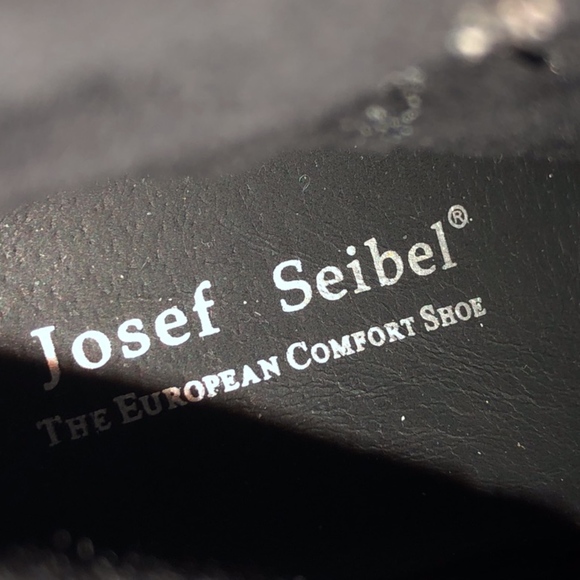 Josef Seibel®
THE EUROPEAN COMFORT SHOE